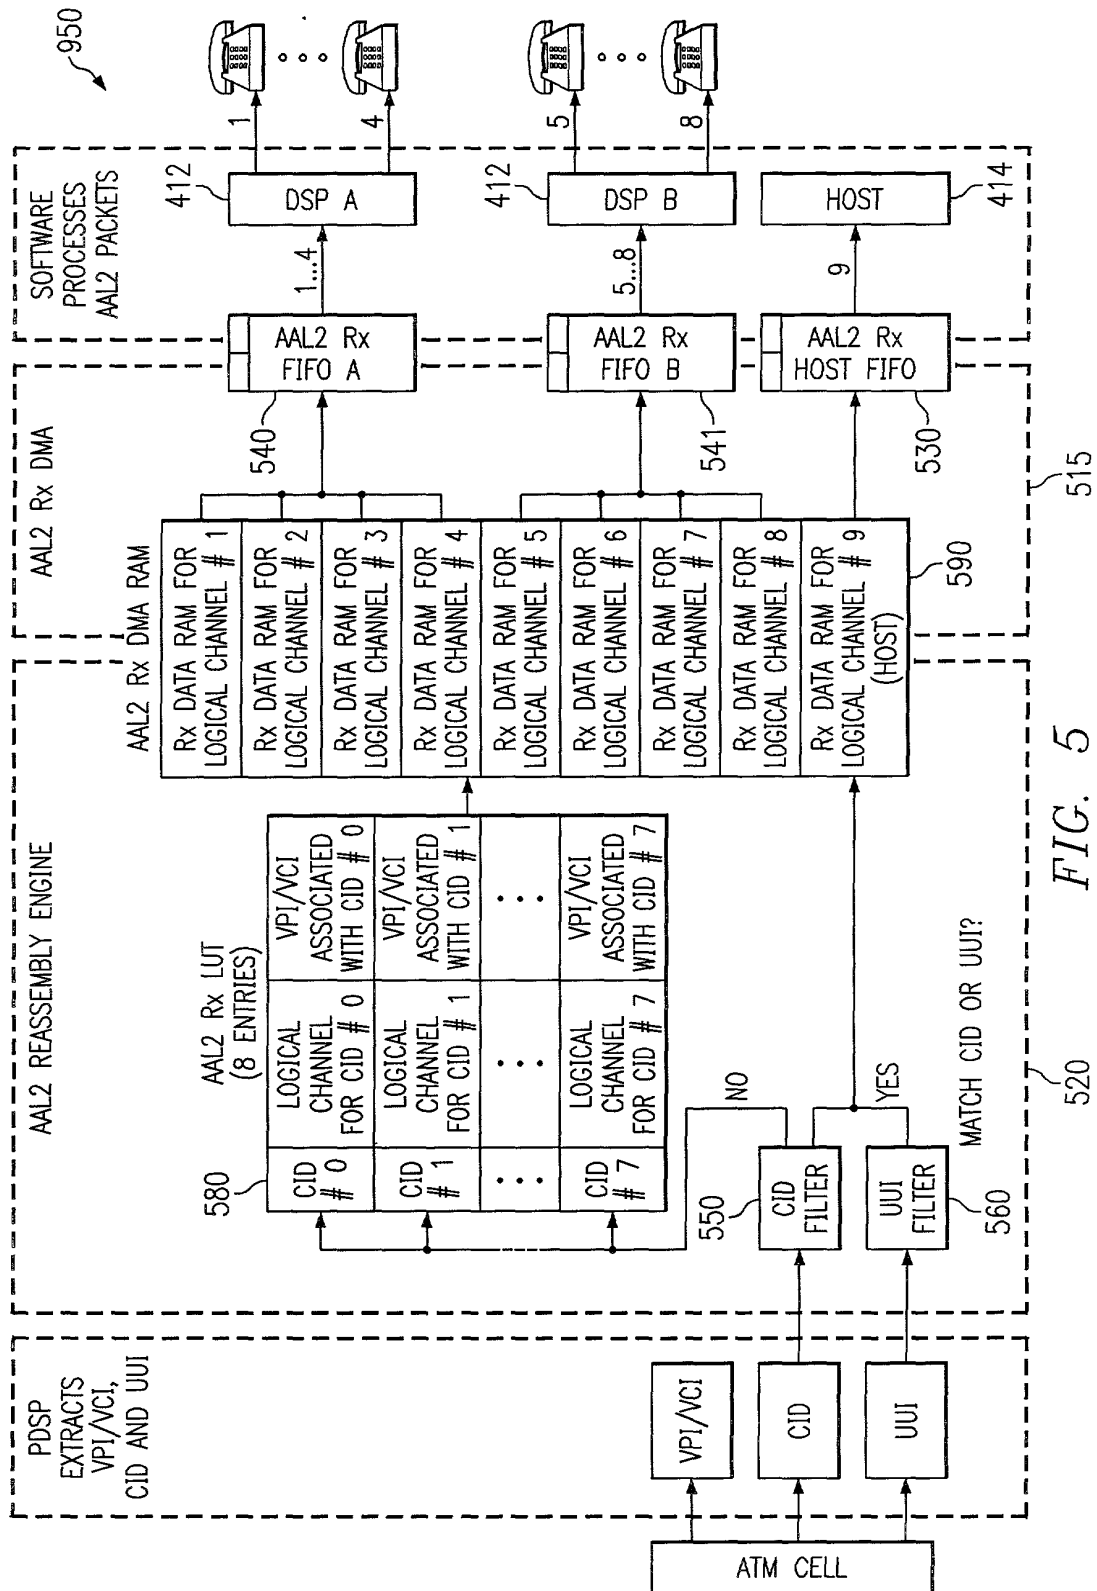 950
SOFTWARE
PROCESSES
AAL2 PACKETS
412
DSP A
1
4
1...4
AAL2 Rx
FIFO A
540
412
DSP B
5
8
5...8
AAL2 Rx
FIFO B
541
HOST
414
9
AAL2 Rx
HOST FIFO
530
AAL2 Rx DMA
515
AAL2 Rx DMA RAM
Rx DATA RAM FOR
LOGICAL CHANNEL # 1
Rx DATA RAM FOR
LOGICAL CHANNEL # 2
Rx DATA RAM FOR
LOGICAL CHANNEL # 3
Rx DATA RAM FOR
LOGICAL CHANNEL # 4
Rx DATA RAM FOR
LOGICAL CHANNEL # 5
Rx DATA RAM FOR
LOGICAL CHANNEL # 6
Rx DATA RAM FOR
LOGICAL CHANNEL # 7
Rx DATA RAM FOR
LOGICAL CHANNEL # 8
Rx DATA RAM FOR
LOGICAL CHANNEL # 9
(HOST)
590
AAL2 REASSEMBLY ENGINE
AAL2 Rx LUT
(8 ENTRIES)
580
CID
# 0
LOGICAL
CHANNEL
FOR CID # 0
VPI/VCI
ASSOCIATED
WITH CID # 0
CID
# 1
LOGICAL
CHANNEL
FOR CID # 1
VPI/VCI
ASSOCIATED
WITH CID # 1
CID
# 7
LOGICAL
CHANNEL
FOR CID # 7
VPI/VCI
ASSOCIATED
WITH CID # 7
NO
YES
550
CID
FILTER
UUI
FILTER
560
MATCH CID OR UUI?
520
PDSP
EXTRACTS
VPI/VCI,
CID AND UUI
VPI/VCI
CID
UUI
ATM CELL
FIG. 5